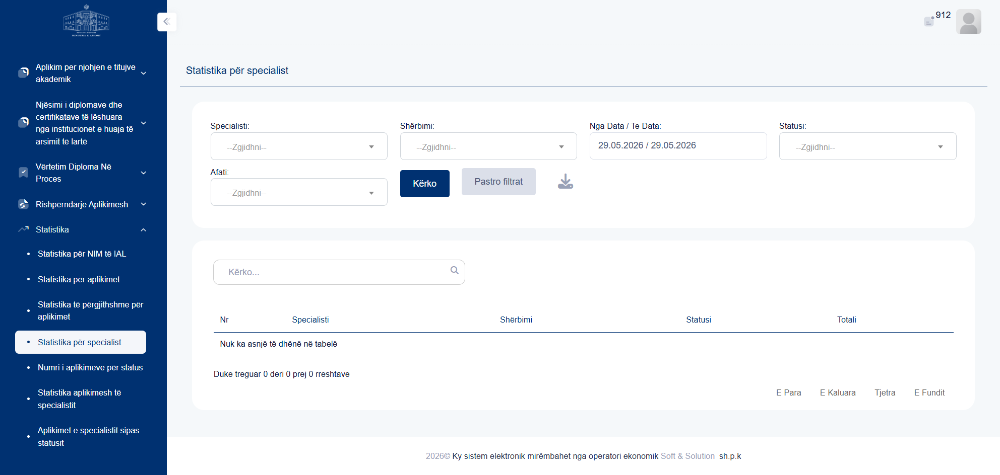 MINISTRIA E ARSIMIT
912
Aplikim per njohjen e titujve
akademik
Njësimi i diplomave dhe
certifikatave të lëshuara
nga institucionet e huaja të
arsimit të lartë
Vërtetim Diploma Në
Proces
Rishpërndarje Aplikimesh
Statistika
Statistika për NIM të IAL
Statistika për aplikimet
Statistika të përgjithshme për
aplikimet
Statistika për specialist
Numri i aplikimeve për status
Statistika aplikimesh të
specialistit
Aplikimet e specialistit sipas
statusit
Statistika për specialist
Specialisti: Shërbimi: Nga Data / Te Data: Statusi:
--Zgjidhni-- --Zgjidhni-- 29.05.2026 / 29.05.2026 --Zgjidhni--
Afati:
--Zgjidhni-- Kërko Pastro filtrat
Kërko...
Nr Specialisti Shërbimi Statusi Totali
Nuk ka asnjë të dhënë në tabelë
Duke treguar 0 deri 0 prej 0 rreshtave
E Para E Kaluara Tjetra E Fundit
2026© Ky sistem elektronik mirëmbahet nga operatori ekonomik Soft & Solution sh.p.k